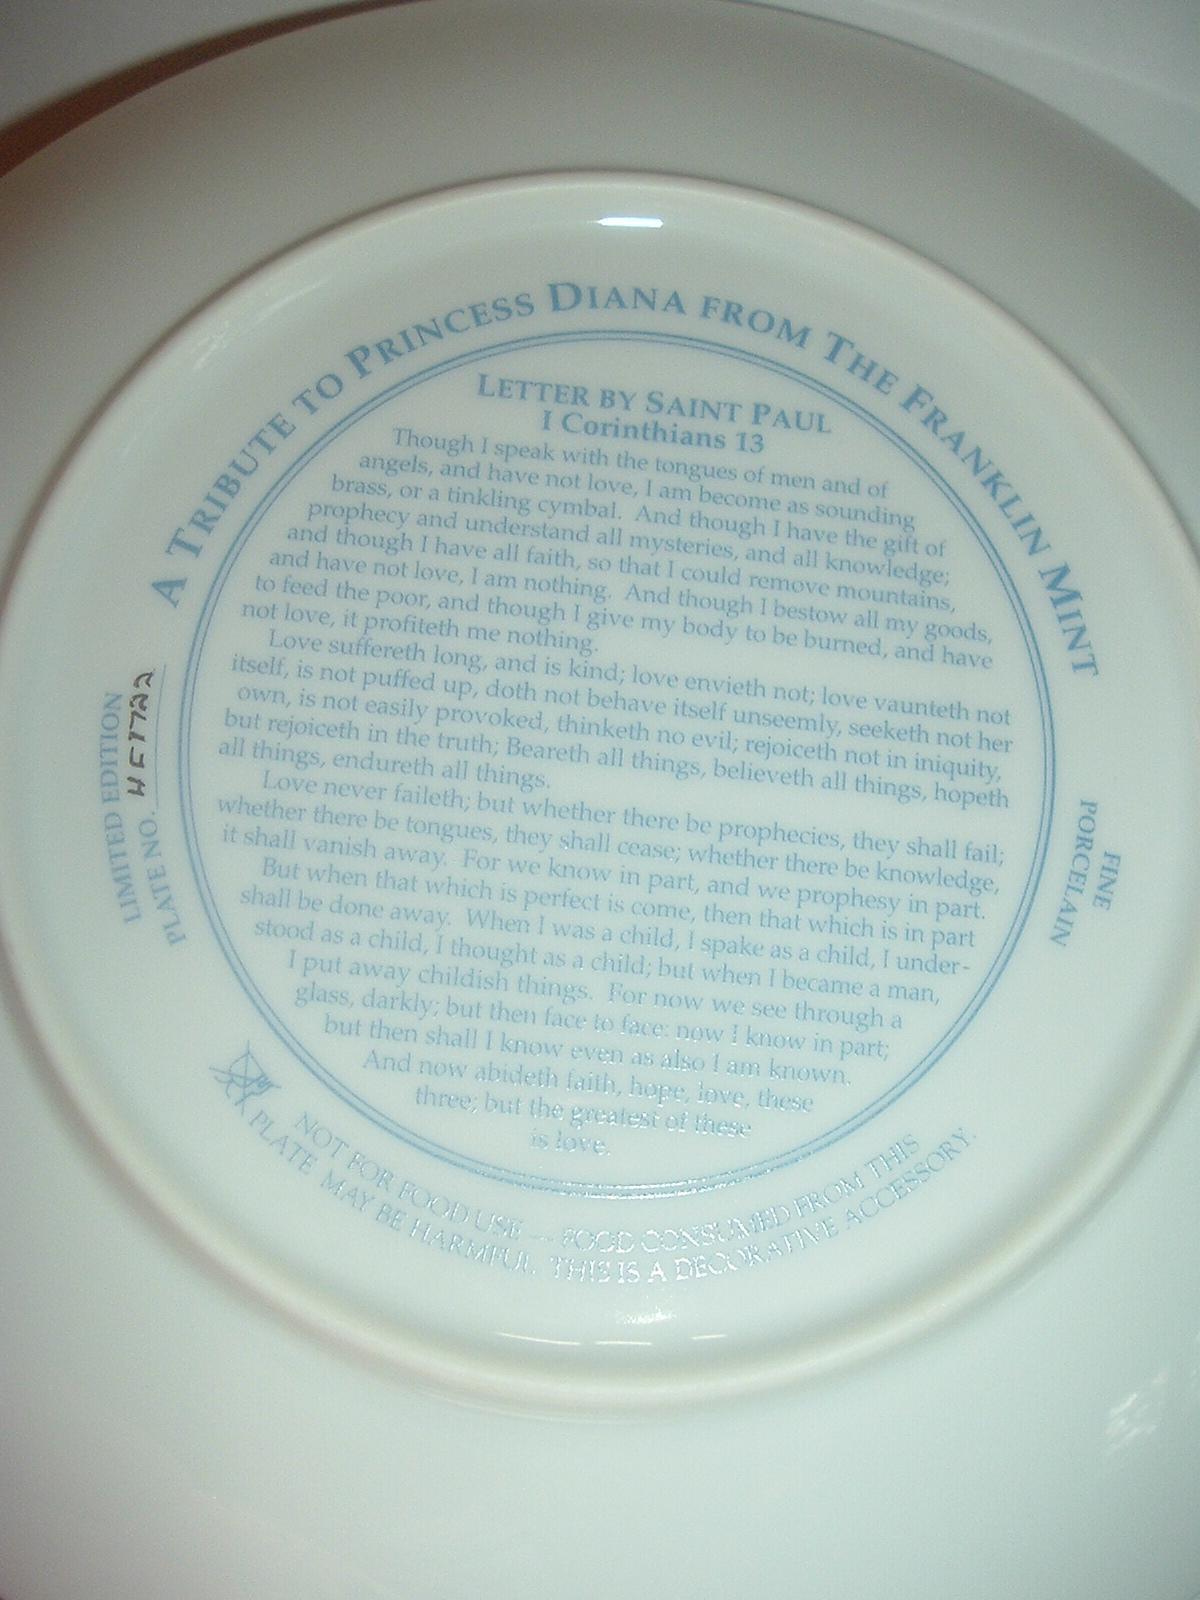 A TRIBUTE TO PRINCESS DIANA FROM THE FRANKLIN MINT
LETTER BY SAINT PAUL
I Corinthians 13
Though I speak with the tongues of men and of
angels, and have not love, I am become as sounding
brass, or a tinkling cymbal. And though I have the gift of
prophecy and understand all mysteries, and all knowledge;
and though I have all faith, so that I could remove mountains,
and have not love, I am nothing. And though I bestow all my goods,
to feed the poor, and though I give my body to be burned, and have
not love, it profiteth me nothing.
Love suffereth long, and is kind; love envieth not; love vaunteth not
itself, is not puffed up, doth not behave itself unseemly, seeketh not her
own, is not easily provoked, thinketh no evil; rejoiceth not in iniquity,
but rejoiceth in the truth; Beareth all things, believeth all things, hopeth
all things, endureth all things.
Love never faileth; but whether there be prophecies, they shall fail;
whether there be tongues, they shall cease; whether there be knowledge,
it shall vanish away. For we know in part, and we prophesy in part.
But when that which is perfect is come, then that which is in part
shall be done away. When I was a child, I spake as a child, I under-
stood as a child, I thought as a child; but when I became a man,
I put away childish things. For now we see through a
glass, darkly; but then face to face: now I know in part;
but then shall I know even as also I am known.
And now abideth faith, hope, love, these
three; but the greatest of these
is love.
LIMITED EDITION
PLATE NO.
FINE
PORCELAIN
NOT FOR FOOD USE — FOOD CONSUMED FROM THIS
PLATE MAY BE HARMFUL. THIS IS A DECORATIVE ACCESSORY.